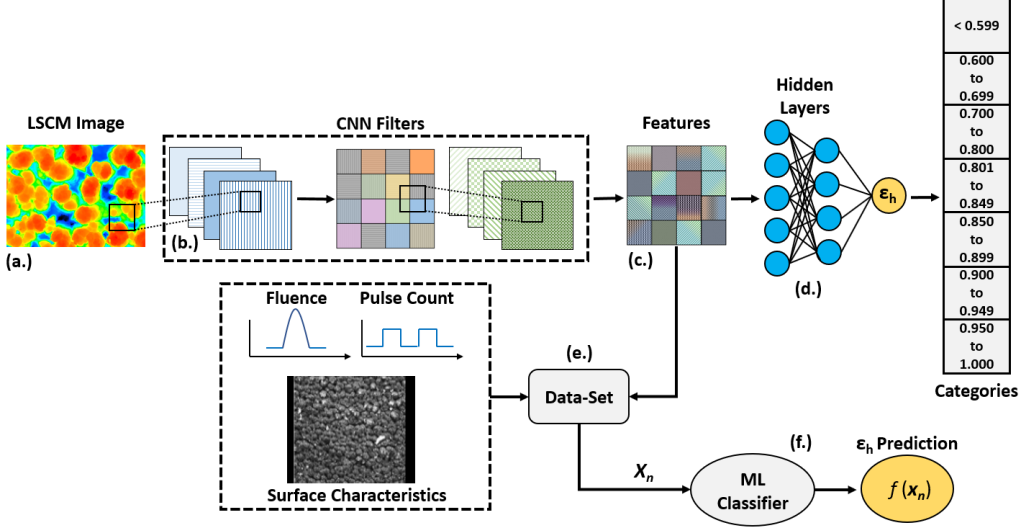 LSCM Image
(a.)
CNN Filters
(b.)
Features
(c.)
Hidden
Layers
(d.)
εh
< 0.599
0.600
to
0.699
0.700
to
0.800
0.801
to
0.849
0.850
to
0.899
0.900
to
0.949
0.950
to
1.000
Categories
Fluence
Pulse Count
Surface Characteristics
(e.)
Data-Set
Xn
(f.)
ML
Classifier
εh Prediction
f (xn)